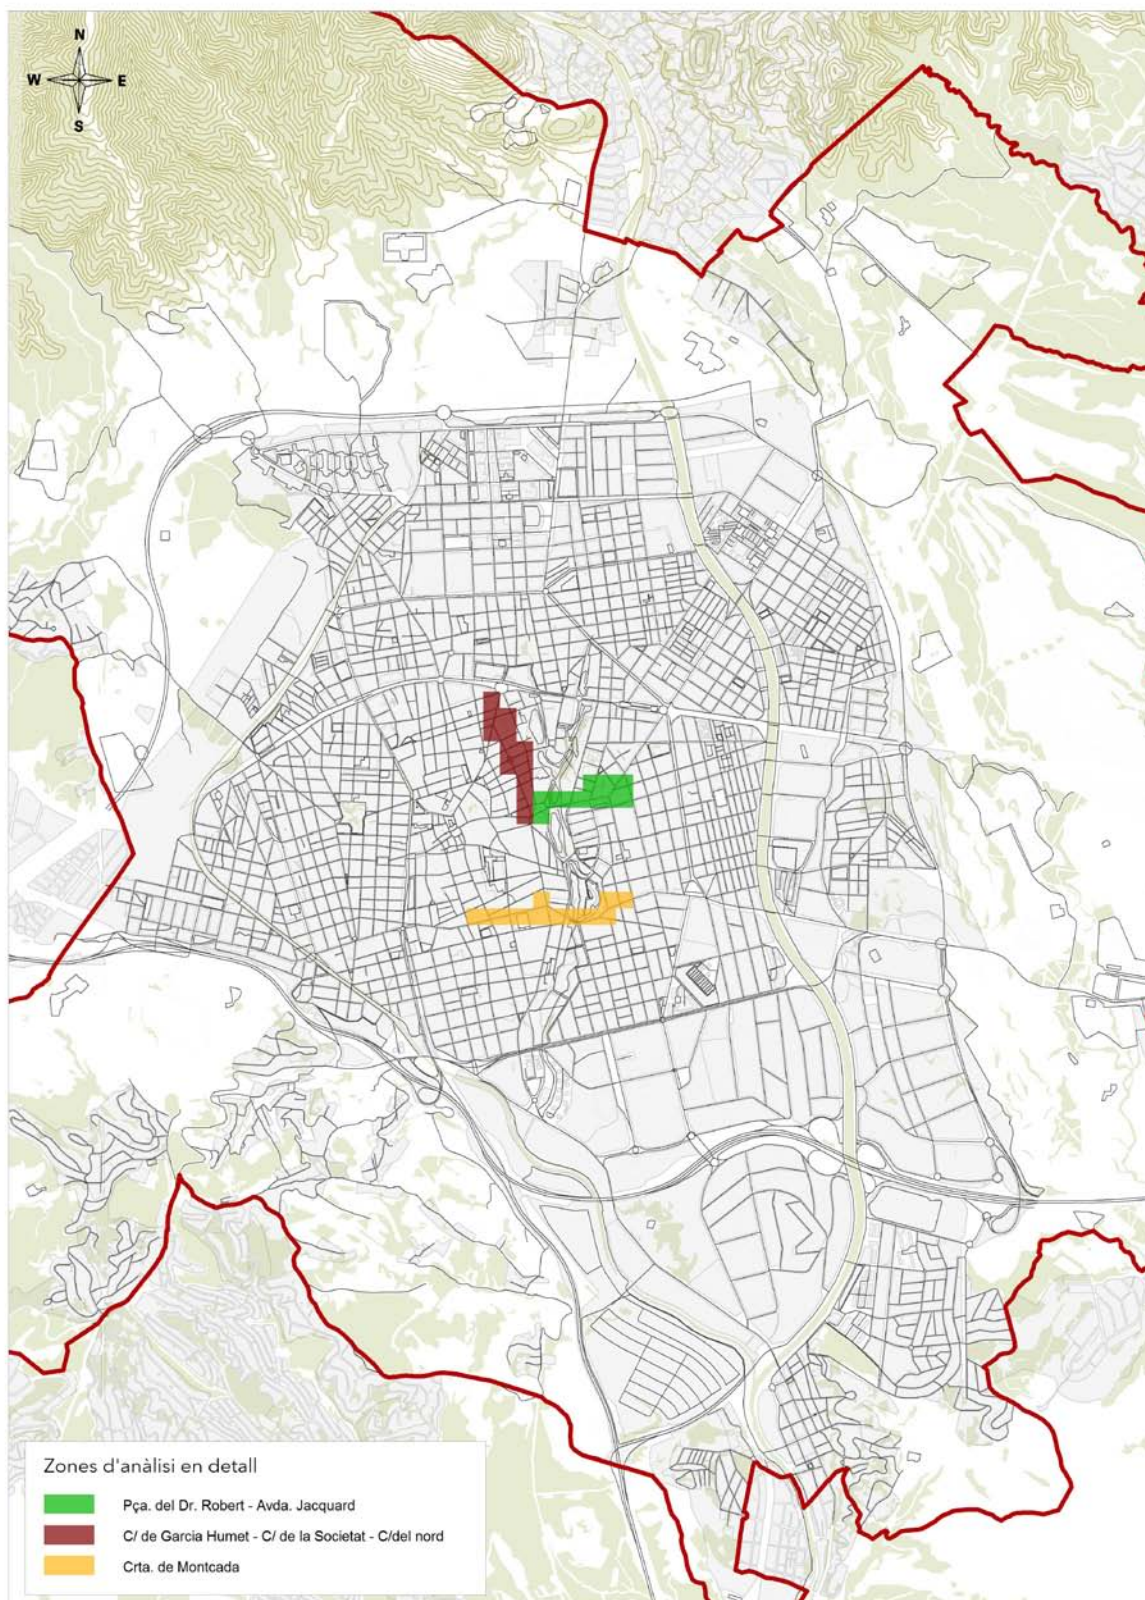 N
W E
S
Zones d'anàlisi en detall
Pça. del Dr. Robert - Avda. Jacquard
C/ de Garcia Humet - C/ de la Societat - C/del nord
Crta. de Montcada